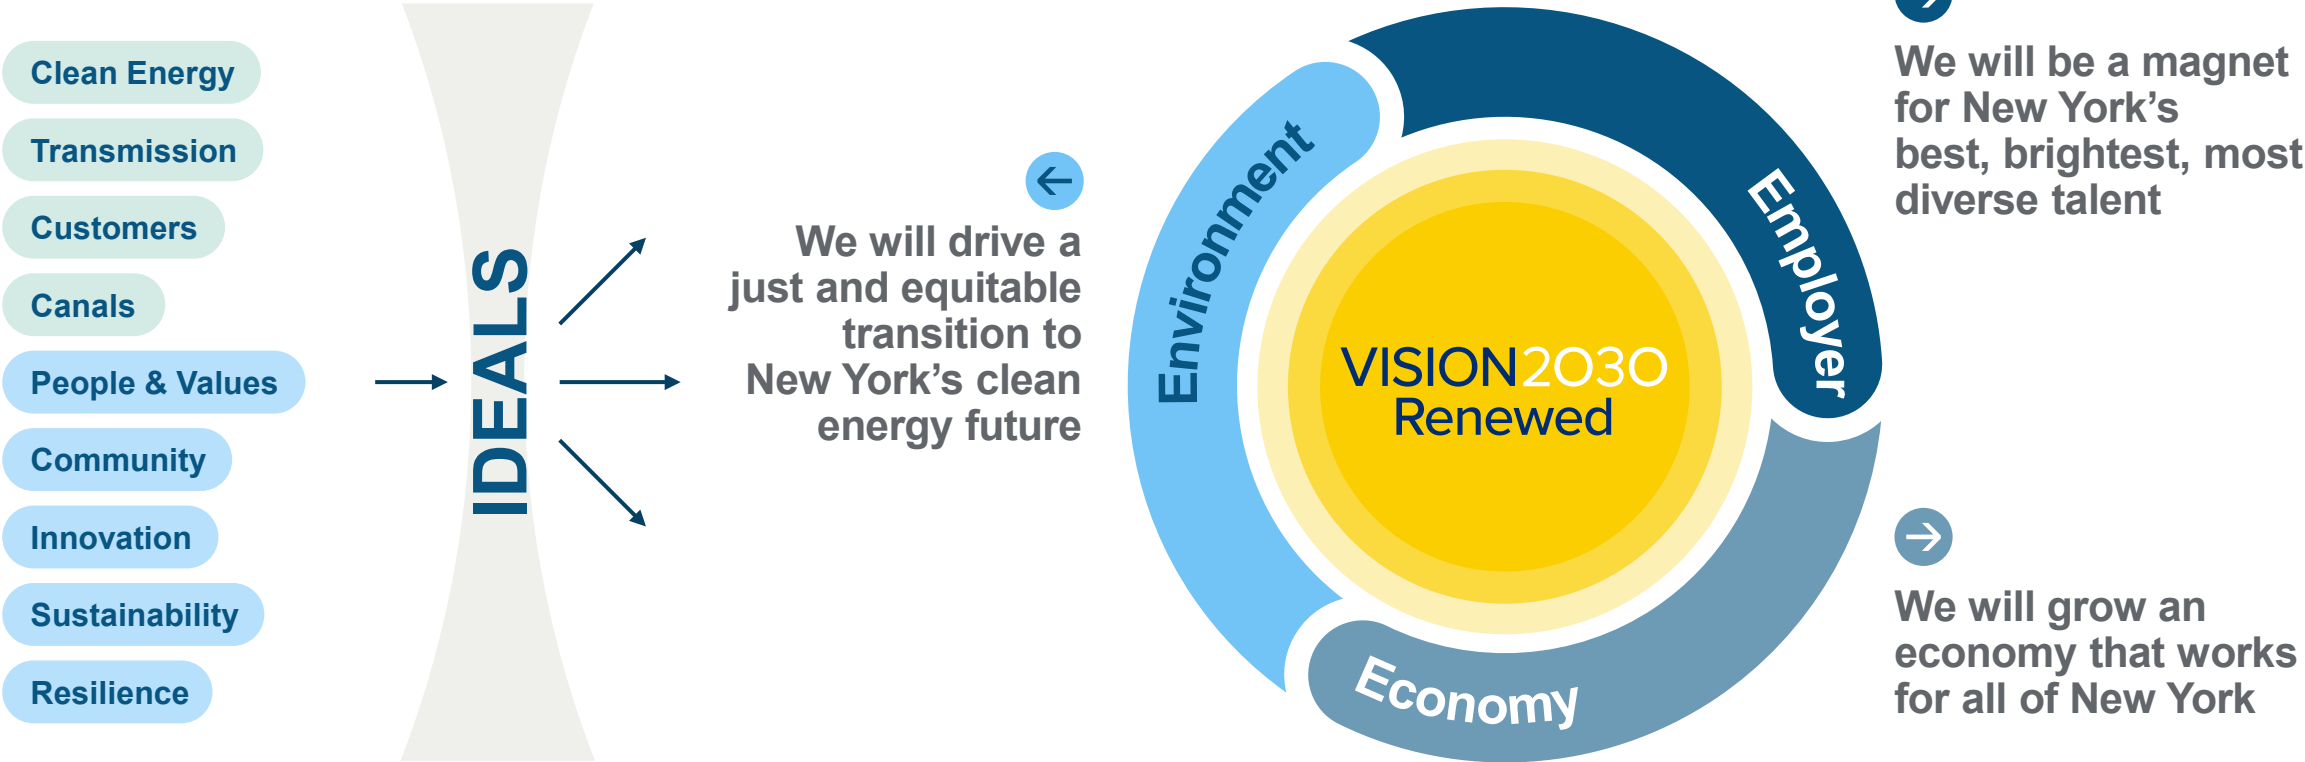 Clean Energy
Transmission
Customers
Canals
People & Values
Community
Innovation
Sustainability
Resilience
IDEALS
We will drive a
just and equitable
transition to
New York’s clean
energy future
Environment
Employer
Economy
VISION2030
Renewed
We will be a magnet
for New York’s
best, brightest, most
diverse talent
We will grow an
economy that works
for all of New York